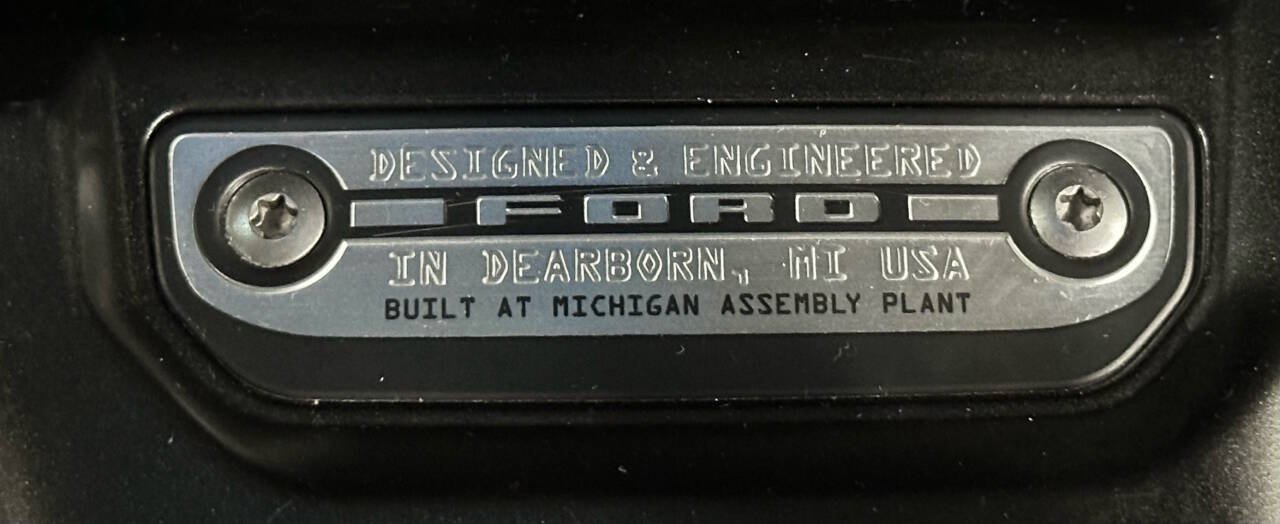 DESIGNED & ENGINEERED
FORD
IN DEARBORN, MI USA
BUILT AT MICHIGAN ASSEMBLY PLANT